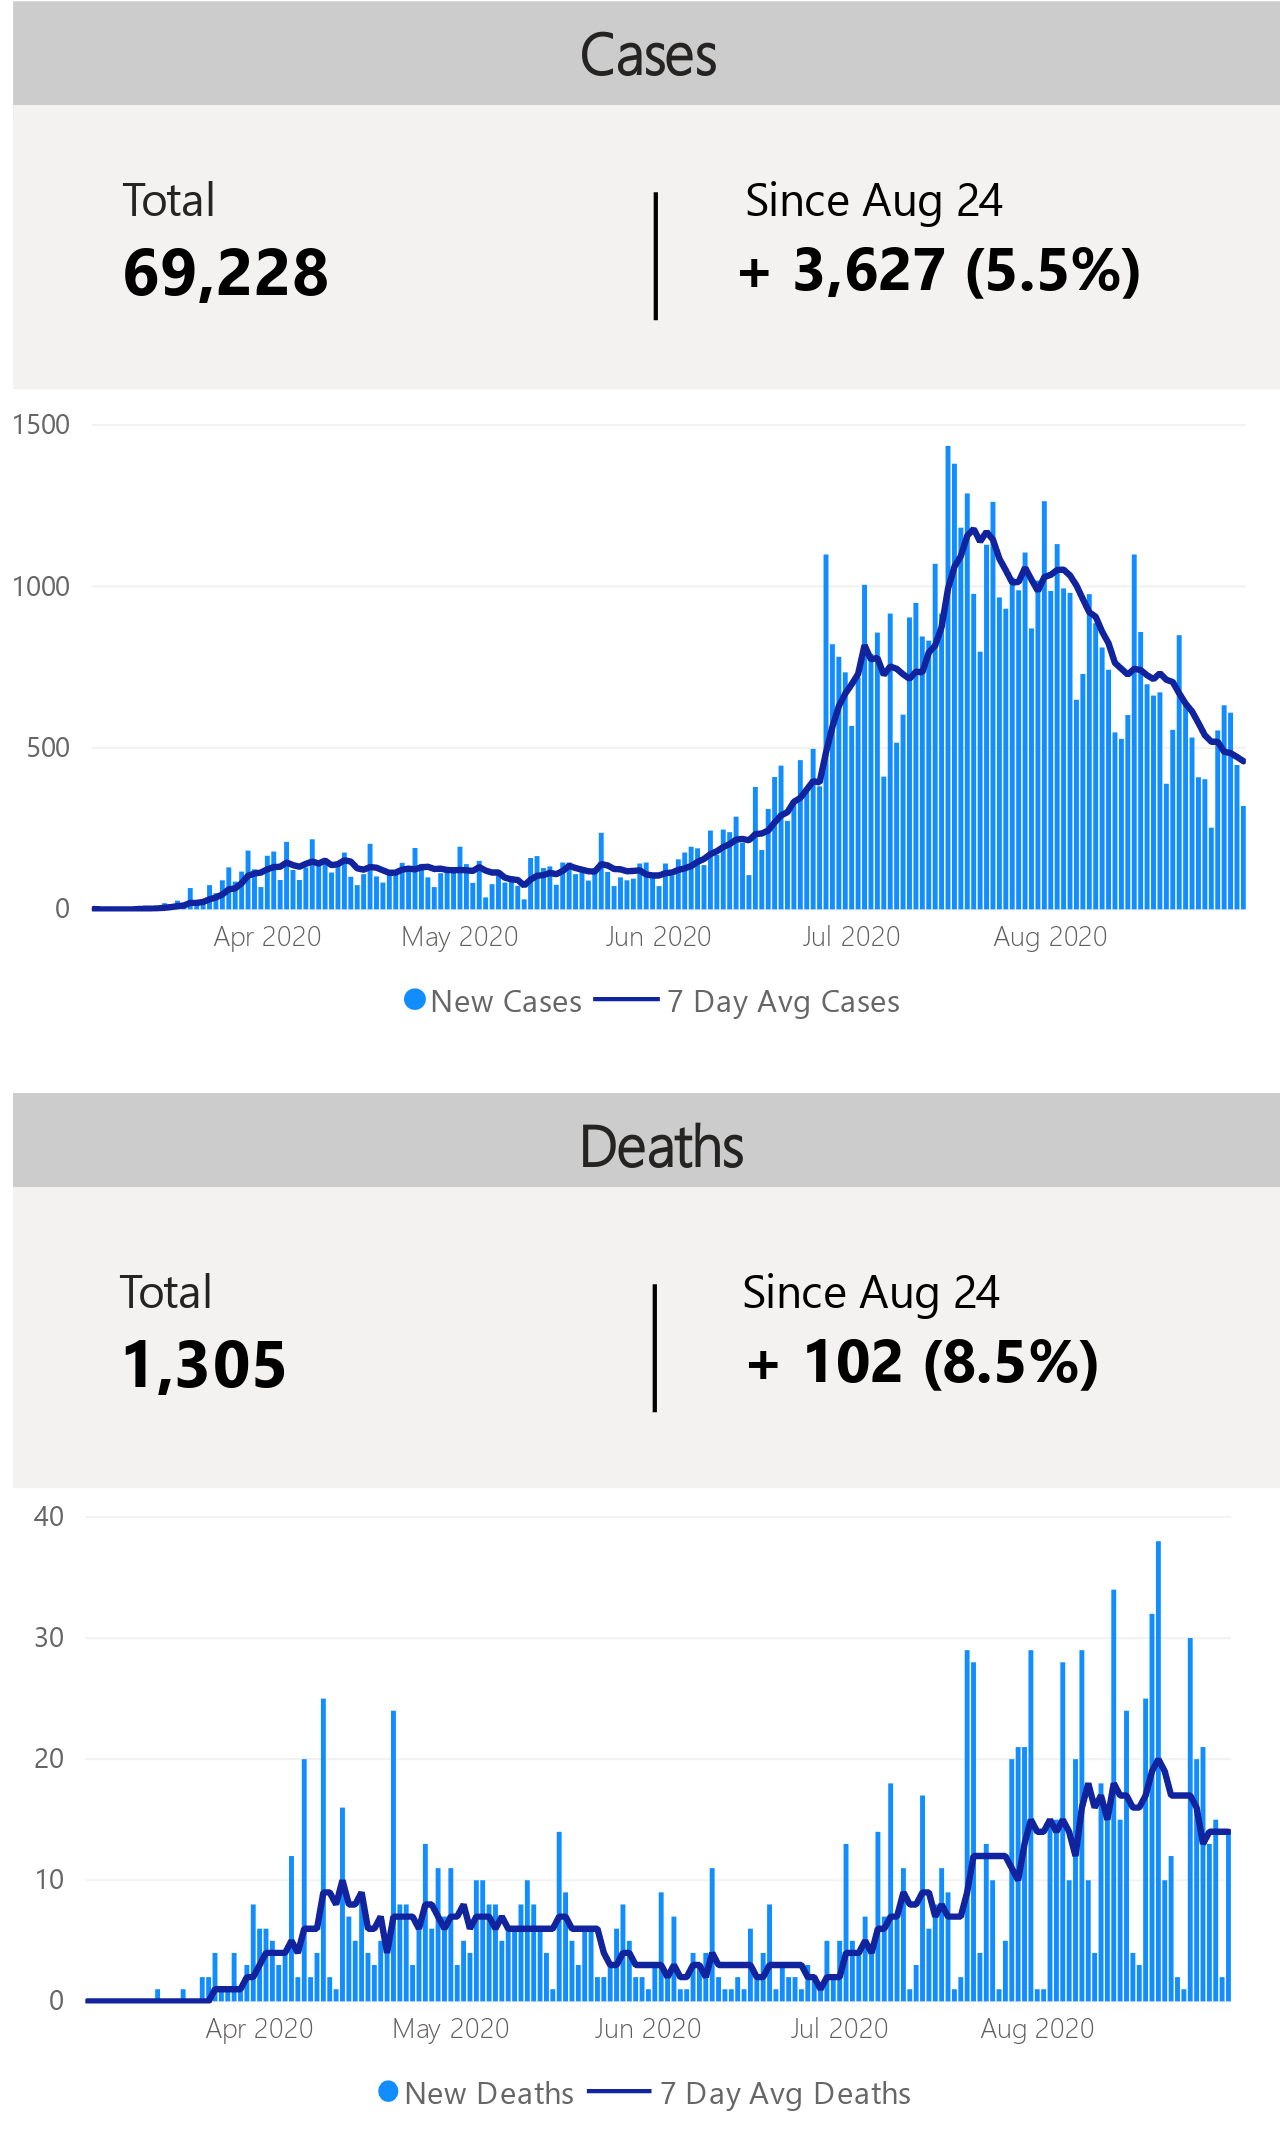 Cases
Total
Since Aug 24
69,228
+ 3,627 (5.5%)
1500
1000
500
0
Apr 2020
May 2020
Jun 2020
Jul 2020
Aug 2020
New Cases
7 Day Avg Cases
Deaths
Total
Since Aug 24
1,305
+ 102 (8.5%)
40
30
20
10
0
Apr 2020
May 2020
Jun 2020
Jul 2020
Aug 2020
New Deaths
7 Day Avg Deaths